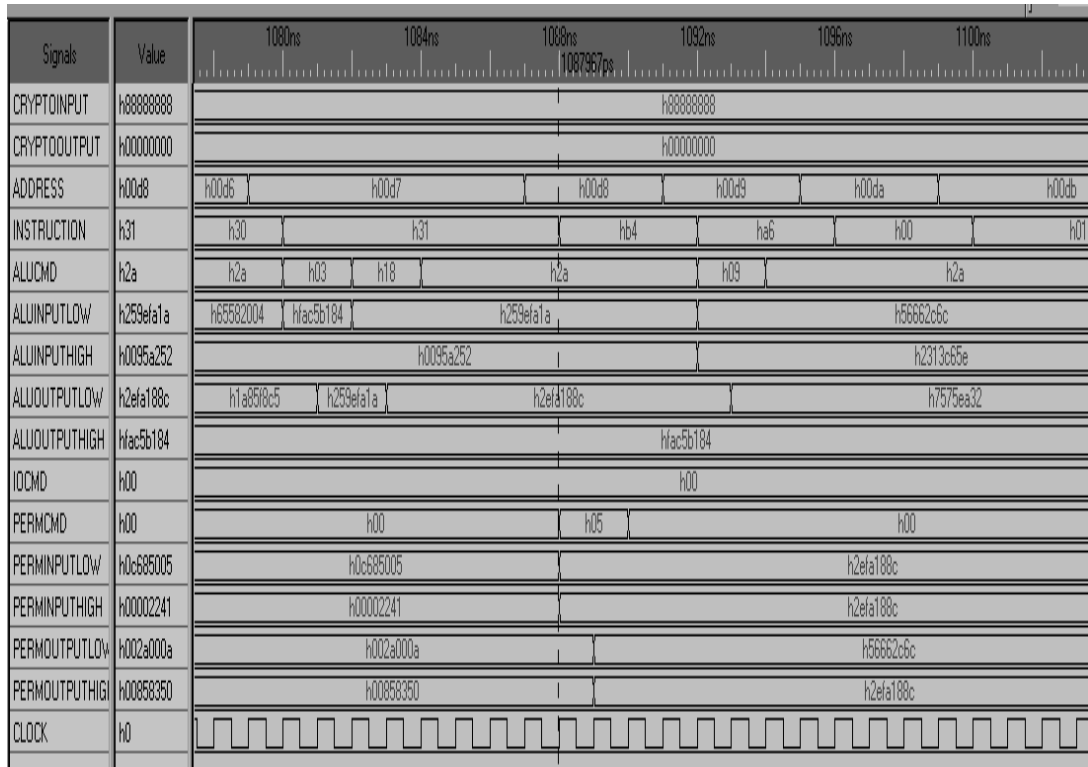 Signals Value 1080ns 1084ns 1088ns 1092ns 1096ns 1100ns
1087967ps
CRYPTOINPUT h88888888 h88888888
CRYPTOOUTPUT h00000000 h00000000
ADDRESS h00d8 h00d6 h00d7 h00d8 h00d9 h00da h00db
INSTRUCTION h31 h30 h31 hb4 ha6 h00 h01
ALUCMD h2a h2a h03 h18 h2a h09 h2a
ALUINPUTLOW h259efa1a h65582004 hfac5b184 h259efa1a h56662c6c
ALUINPUTHIGH h0095a252 h0095a252 h2313c65e
ALUOUTPUTLOW h2efa188c h1a85f8c5 h259efa1a h2efa188c h7575ea32
ALUOUTPUTHIGH hfac5b184 hfac5b184
IOCMD h00 h00
PERMCMD h00 h00 h05 h00
PERMINPUTLOW h0c685005 h0c685005 h2efa188c
PERMINPUTHIGH h00002241 h00002241 h2efa188c
PERMOUTPUTLOW h002a000a h002a000a h56662c6c
PERMOUTPUTHIG h00858350 h00858350 h2efa188c
CLOCK h0